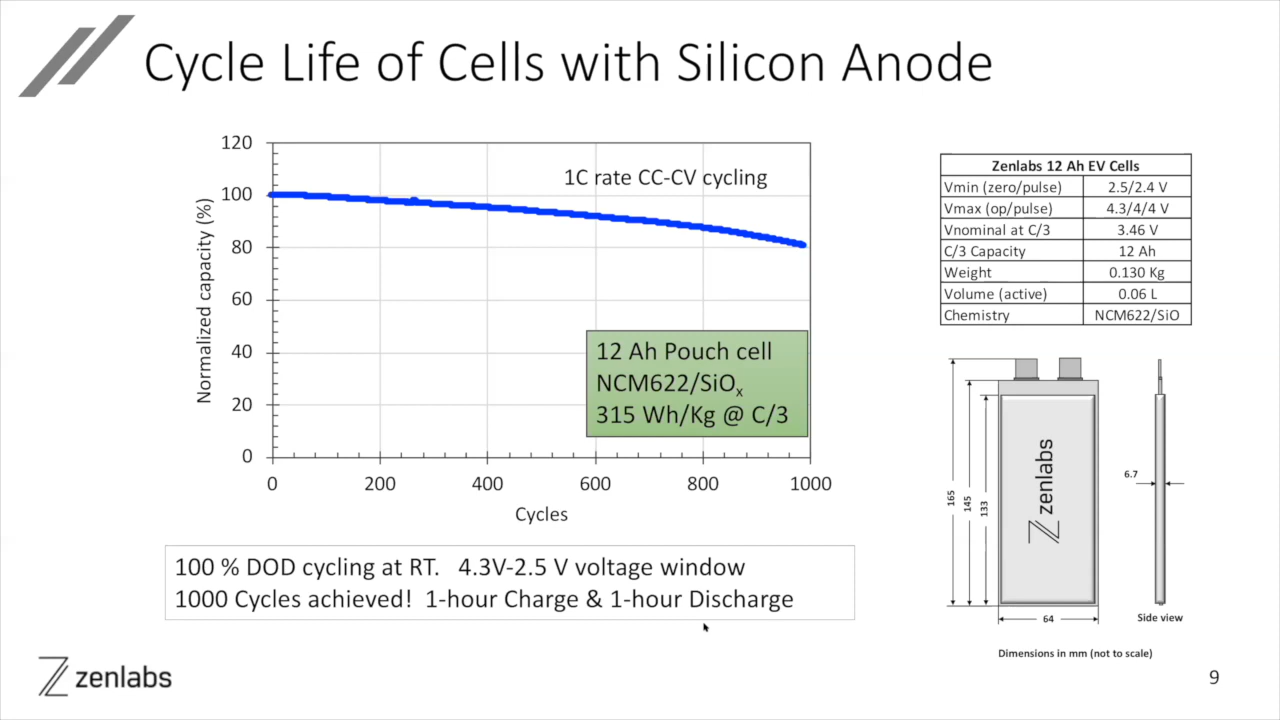 Cycle Life of Cells with Silicon Anode
120
100
80
60
40
20
0
Normalized capacity (%)
1C rate CC-CV cycling
12 Ah Pouch cell
NCM622/SiOx
315 Wh/Kg @ C/3
0 200 400 600 800 1000
Cycles
100 % DOD cycling at RT. 4.3V-2.5 V voltage window
1000 Cycles achieved! 1-hour Charge & 1-hour Discharge
Zenlabs 12 Ah EV Cells
Vmin (zero/pulse) 2.5/2.4 V
Vmax (op/pulse) 4.3/4/4 V
Vnominal at C/3 3.46 V
C/3 Capacity 12 Ah
Weight 0.130 Kg
Volume (active) 0.06 L
Chemistry NCM622/SiO
165
145
133
zenlabs
64
6.7
Side view
Dimensions in mm (not to scale)
zenlabs
9